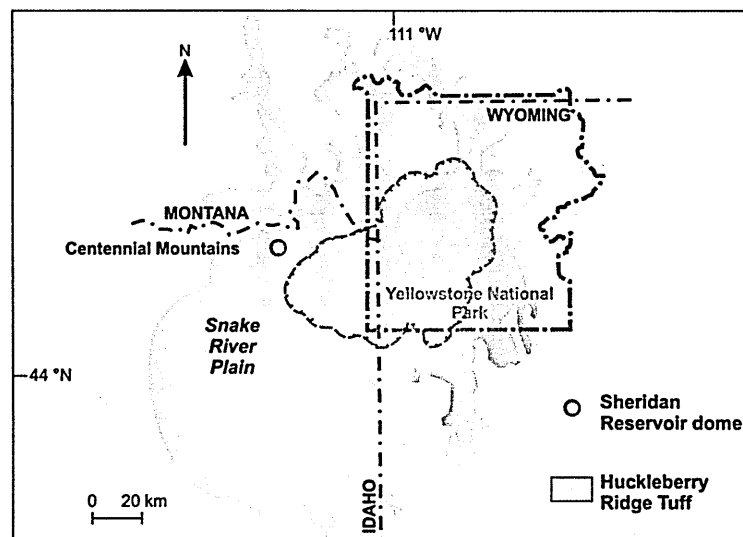 111 °W
N
WYOMING
MONTANA
Centennial Mountains
Yellowstone National
Park
Snake
River
Plain
44 °N
Sheridan
Reservoir dome
0 20 km
IDAHO
Huckleberry
Ridge Tuff